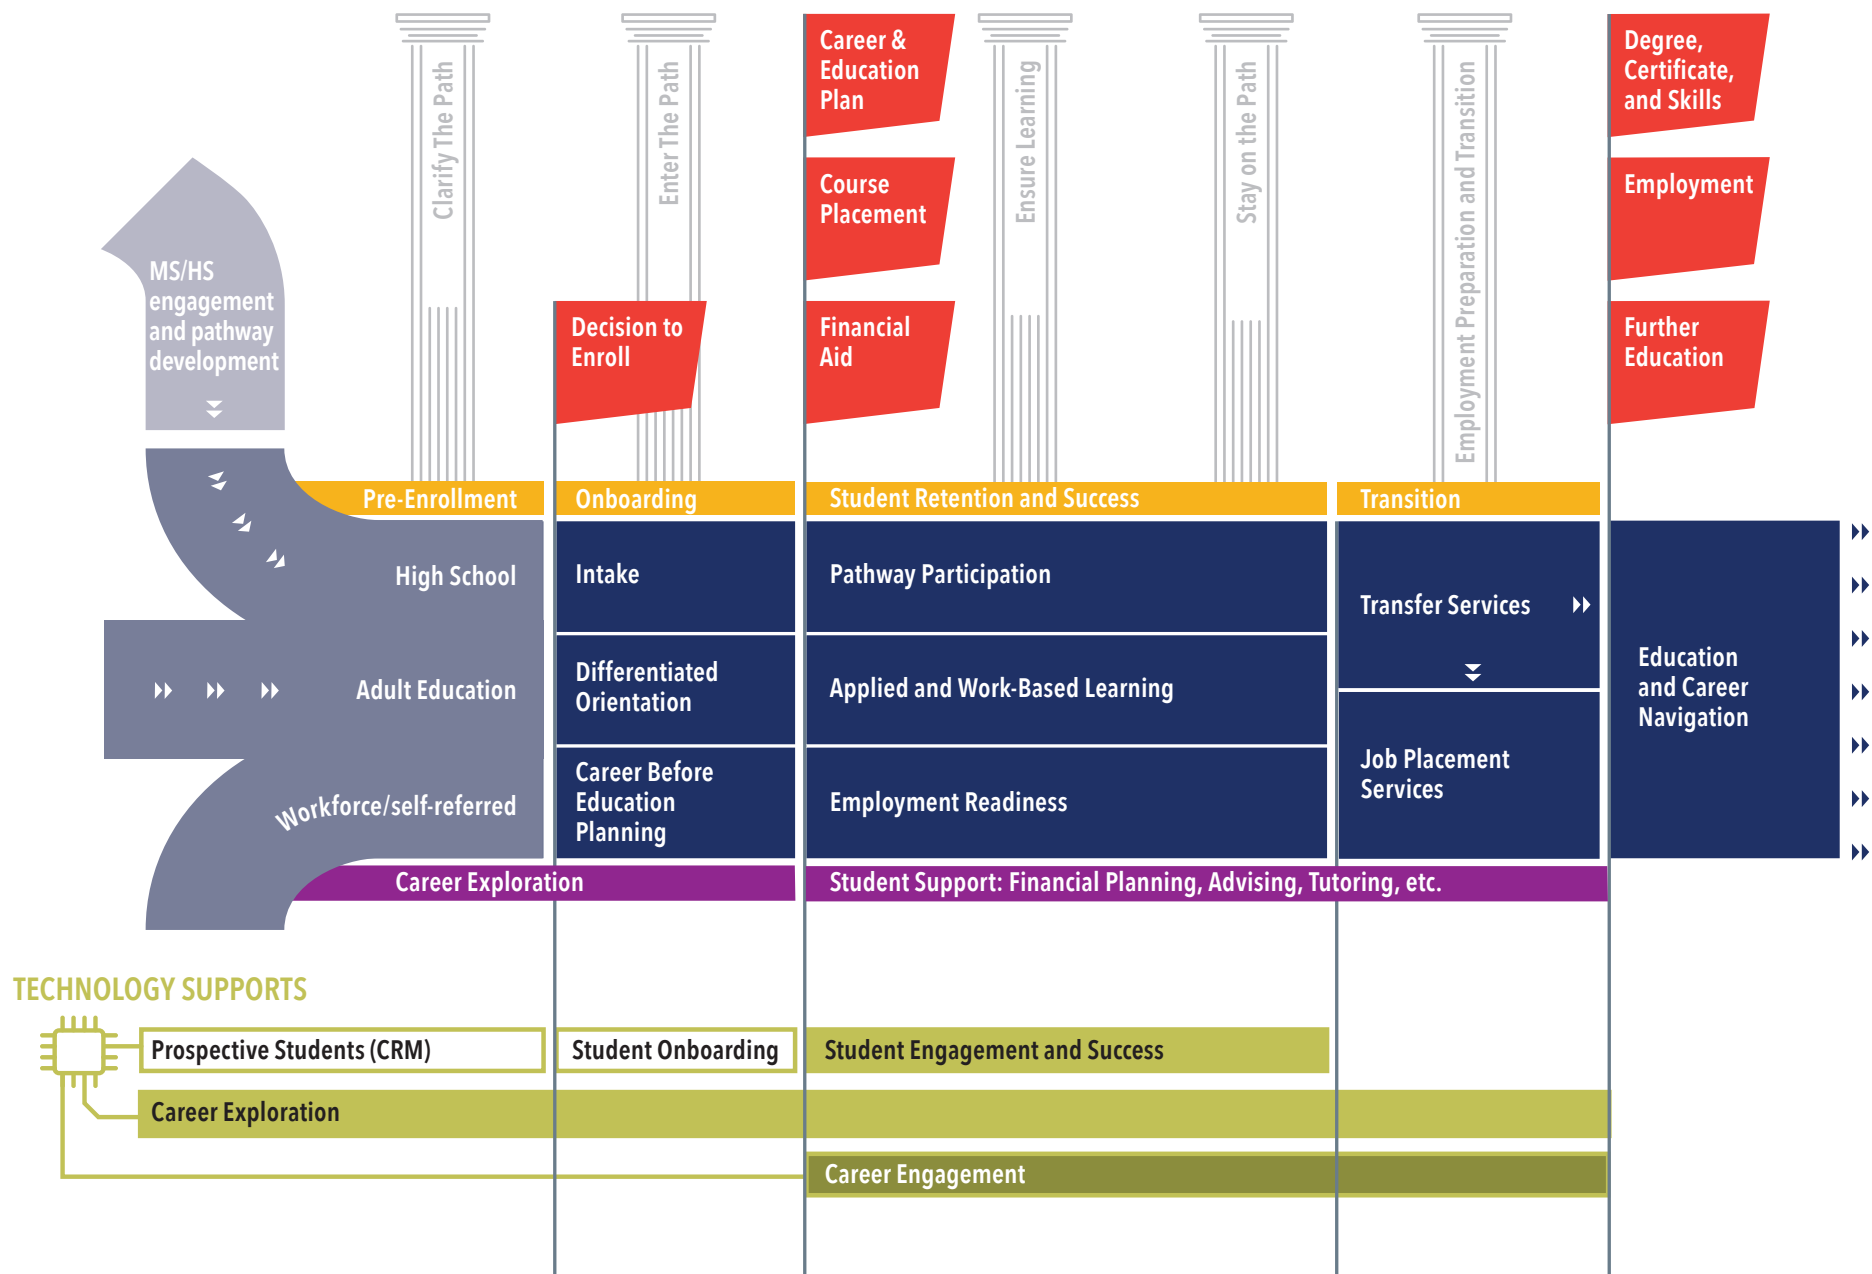 Clarify The Path
Enter The Path
Career &
Education
Plan
Ensure Learning
Stay on the Path
Employment Preparation and Transition
Degree,
Certificate,
and Skills
Course
Placement
Employment
MS/HS
engagement
and pathway
development
Decision to
Enroll
Financial
Aid
Further
Education
Pre-Enrollment
Onboarding
Student Retention and Success
Transition
High School
Adult Education
Workforce/self-referred
Intake
Differentiated
Orientation
Career Before
Education
Planning
Pathway Participation
Applied and Work-Based Learning
Employment Readiness
Transfer Services
Job Placement
Services
Education
and Career
Navigation
Career Exploration
Student Support: Financial Planning, Advising, Tutoring, etc.
TECHNOLOGY SUPPORTS
Prospective Students (CRM)
Student Onboarding
Student Engagement and Success
Career Exploration
Career Engagement